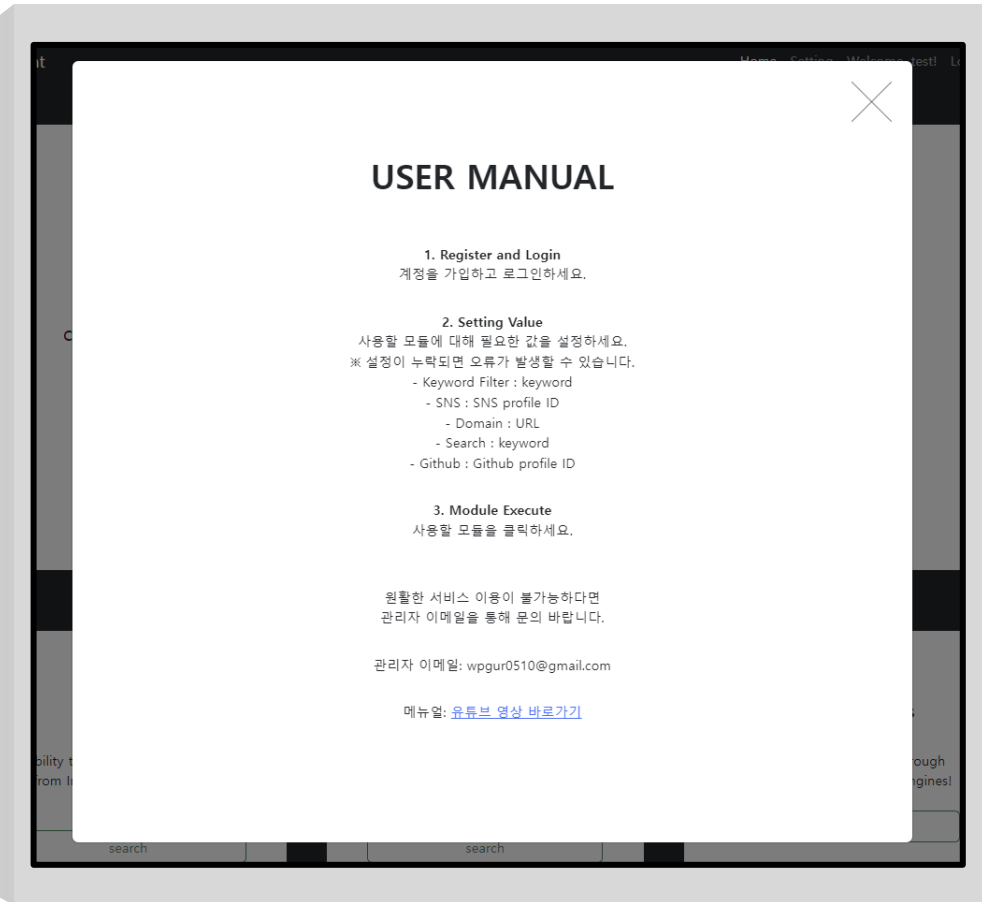 Home Setting Welcome, test!
USER MANUAL
1. Register and Login
계정을 가입하고 로그인하세요.
2. Setting Value
사용할 모듈에 대해 필요한 값을 설정하세요.
※ 설정이 누락되면 오류가 발생할 수 있습니다.
- Keyword Filter : keyword
- SNS : SNS profile ID
- Domain : URL
- Search : keyword
- Github : Github profile ID
3. Module Execute
사용할 모듈을 클릭하세요.
원활한 서비스 이용이 불가능하다면
관리자 이메일을 통해 문의 바랍니다.
관리자 이메일: wpgur0510@gmail.com
메뉴얼: 유튜브 영상 바로가기
from
search
search